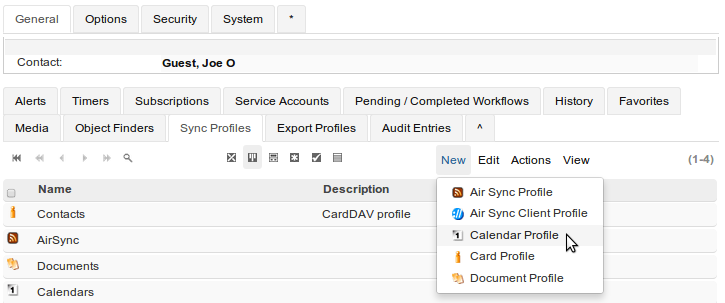 General Options Security System *
Contact: Guest, Joe O
Alerts Timers Subscriptions Service Accounts Pending / Completed Workflows History Favorites
Media Object Finders Sync Profiles Export Profiles Audit Entries ^
New Edit Actions View (1-4)
Name Description
Contacts CardDAV profile
AirSync
Documents
Calendars
Air Sync Profile
Air Sync Client Profile
Calendar Profile
Card Profile
Document Profile